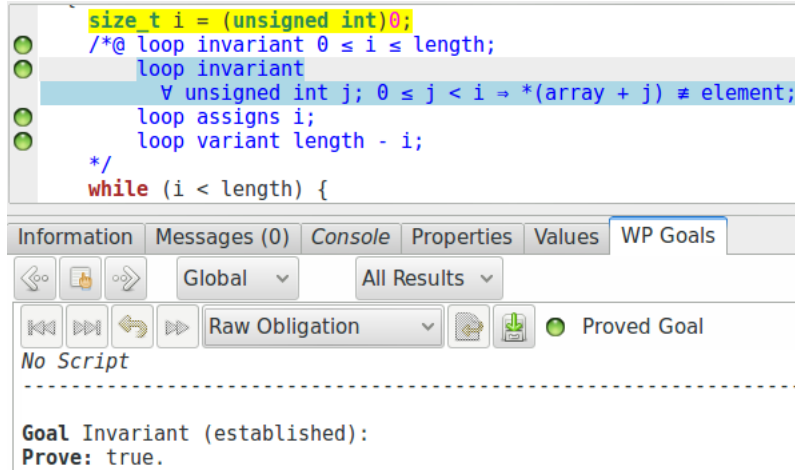 size_t i = (unsigned int)0;
/*@ loop invariant 0 ≤ i ≤ length;
loop invariant
∀ unsigned int j; 0 ≤ j < i ⇒ *(array + j) ≢ element;
loop assigns i;
loop variant length - i;
*/
while (i < length) {
Information Messages (0) Console Properties Values WP Goals
Global All Results
Raw Obligation Proved Goal
No Script
--------------------------------------------------------------------
Goal Invariant (established):
Prove: true.